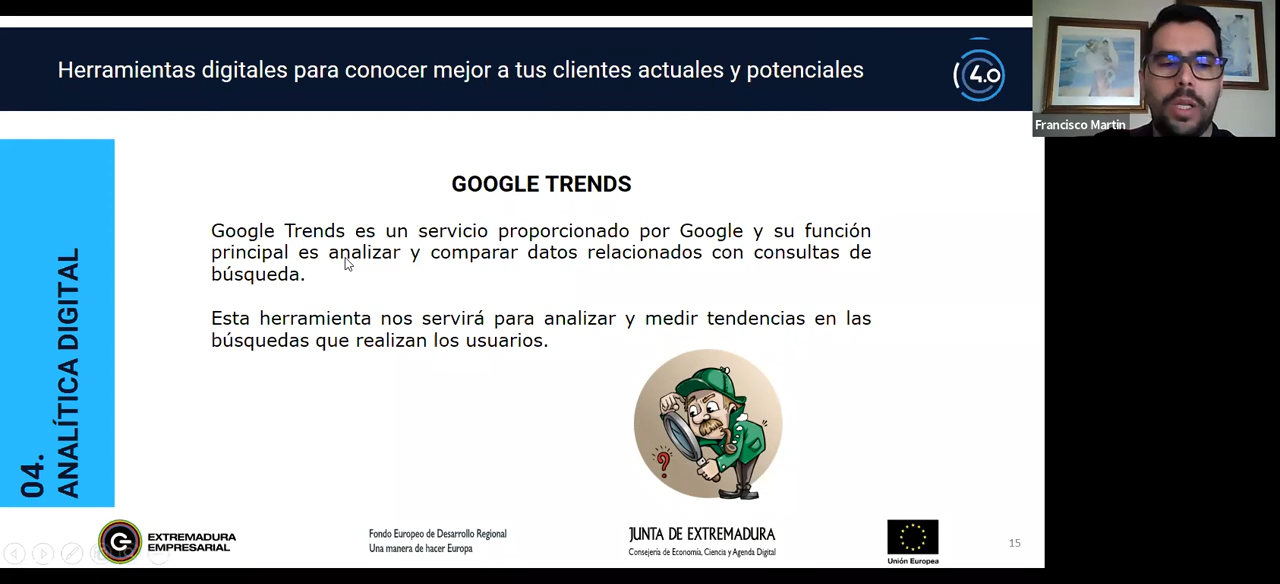 Herramientas digitales para conocer mejor a tus clientes actuales y potenciales
4.0
Francisco Martin
04.
ANALÍTICA DIGITAL
GOOGLE TRENDS
Google Trends es un servicio proporcionado por Google y su función
principal es analizar y comparar datos relacionados con consultas de
búsqueda.
Esta herramienta nos servirá para analizar y medir tendencias en las
búsquedas que realizan los usuarios.
?
EXTREMADURA
EMPRESARIAL
Fondo Europeo de Desarrollo Regional
Una manera de hacer Europa
JUNTA DE EXTREMADURA
Consejería de Economía, Ciencia y Agenda Digital
Unión Europea
15